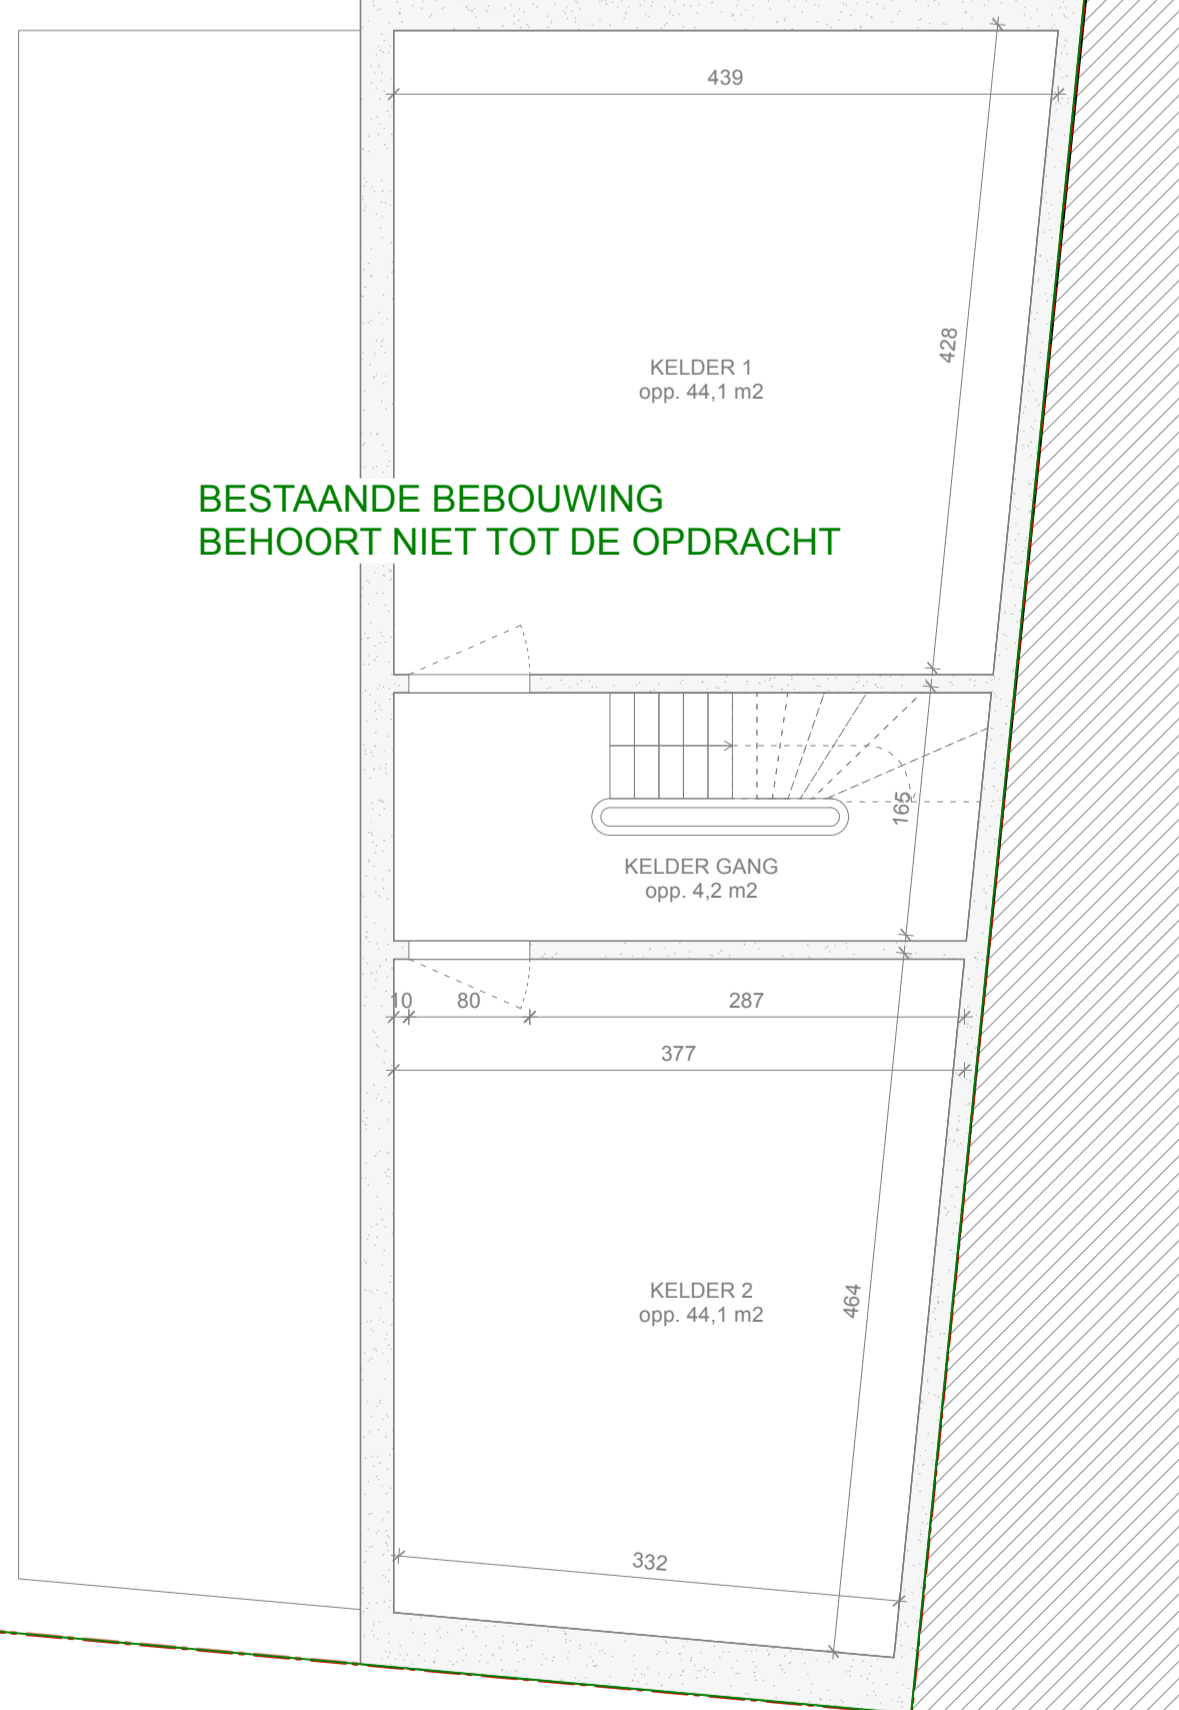 439
428
KELDER 1
opp. 44,1 m2
BESTAANDE BEBOUWING
BEHOORT NIET TOT DE OPDRACHT
165
KELDER GANG
opp. 4,2 m2
10 80 287
377
KELDER 2
opp. 44,1 m2
464
332